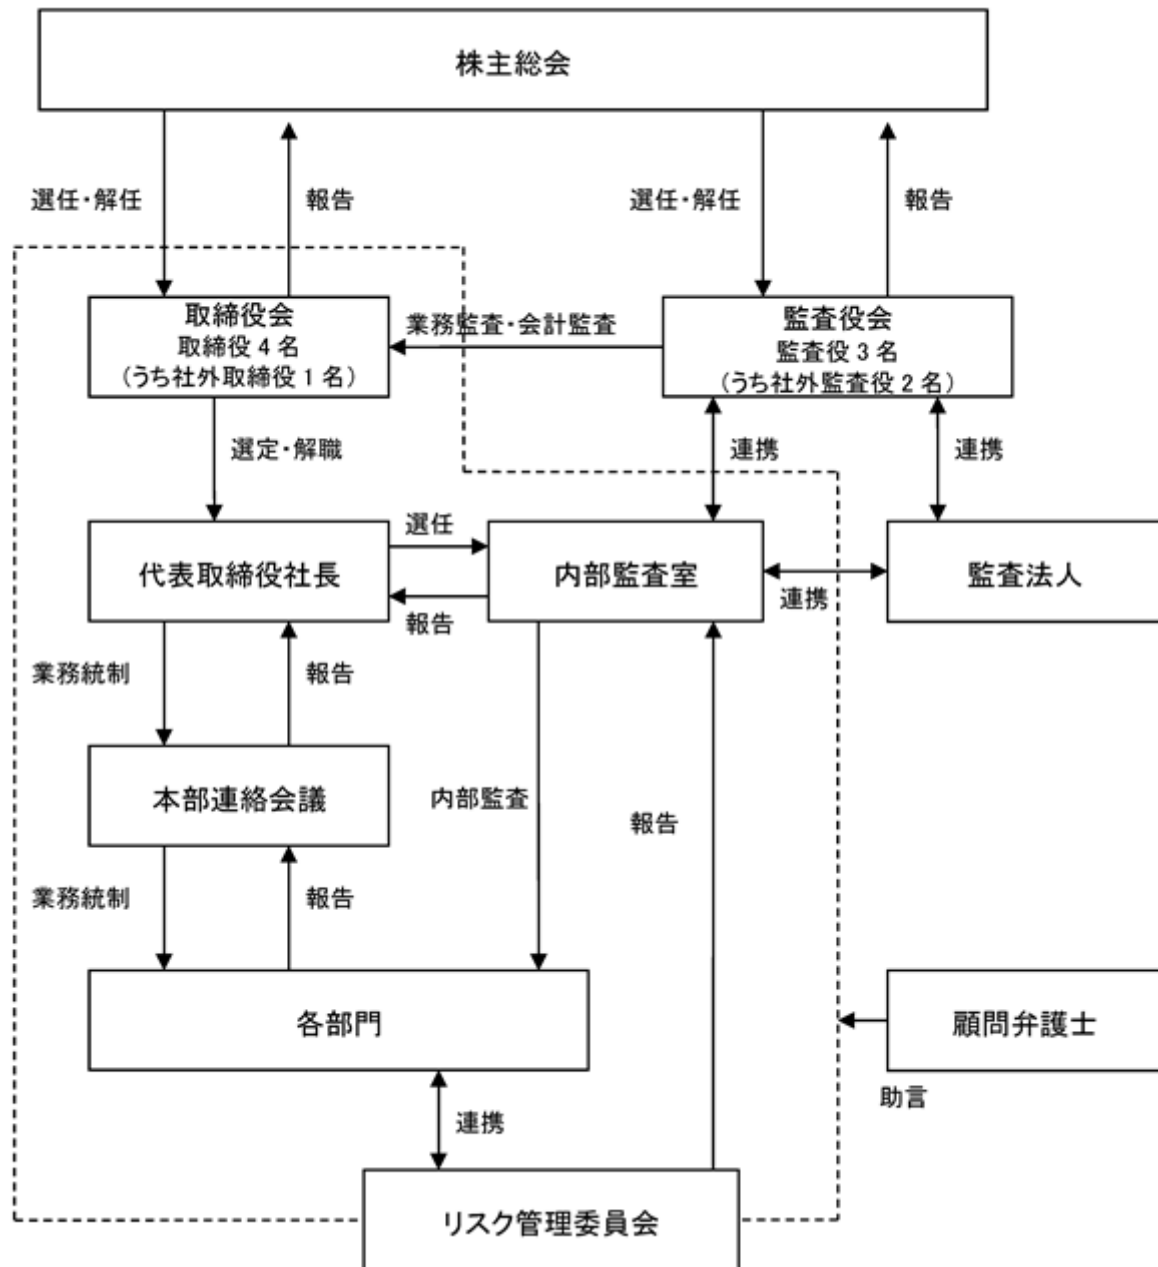 株主総会
選任・解任
報告
選任・解任
報告
取締役会
取締役4名
(うち社外取締役1名)
業務監査・会計監査
監査役会
監査役3名
(うち社外監査役2名)
選定・解職
連携
連携
代表取締役社長
選任
報告
内部監査室
連携
監査法人
業務統制
報告
本部連絡会議
内部監査
報告
業務統制
報告
各部門
顧問弁護士
助言
連携
リスク管理委員会